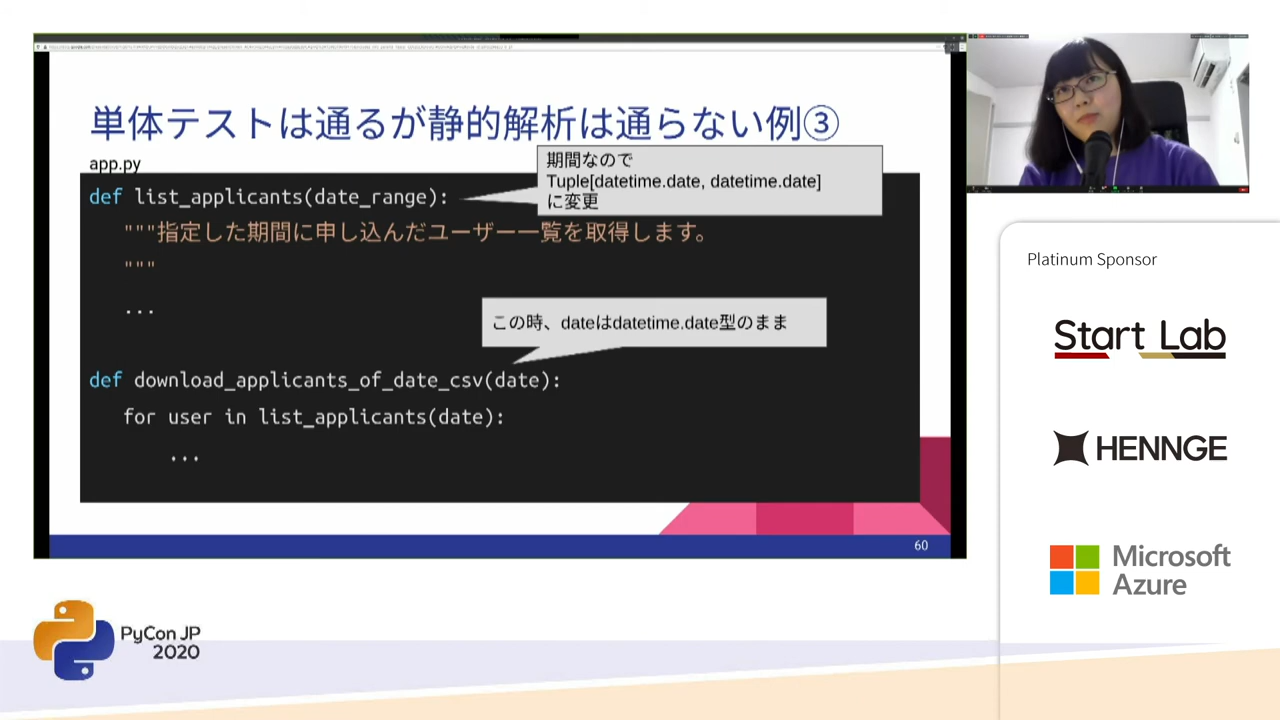 単体テストは通るが静的解析は通らない例③
app.py
期間なので
Tuple[datetime.date, datetime.date]
に変更
def list_applicants(date_range):
"""指定した期間に申し込んだユーザー一覧を取得します。
"""
...
この時、dateはdatetime.date型のまま
def download_applicants_of_date_csv(date):
for user in list_applicants(date):
...
60
Platinum Sponsor
Start Lab
HENNGE
Microsoft
Azure
PyCon JP
2020